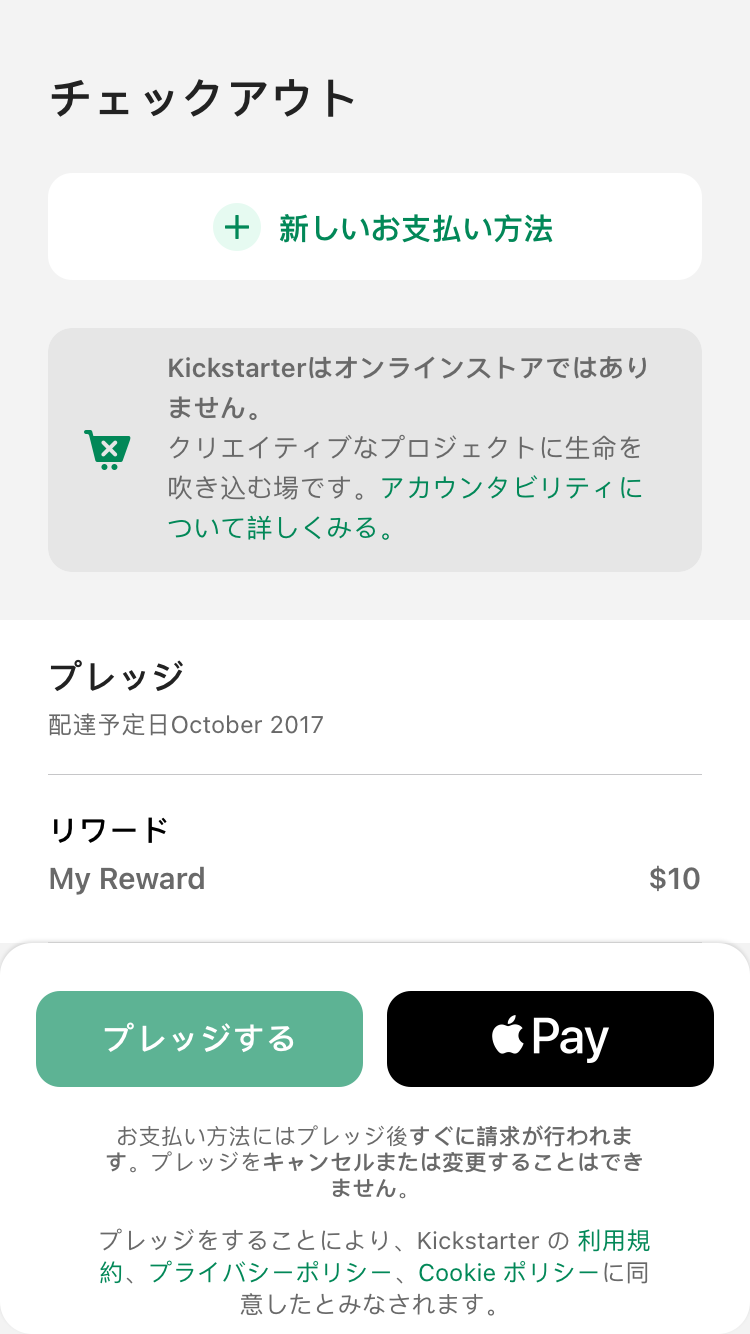 チェックアウト
新しいお支払い方法
Kickstarterはオンラインストアではあり
ません。
クリエイティブなプロジェクトに生命を
吹き込む場です。アカウンタビリティに
ついて詳しくみる。
プレッジ
配達予定日October 2017
リワード
My Reward $10
プレッジする Pay
お支払い方法にはプレッジ後すぐに請求が行われま
す。プレッジをキャンセルまたは変更することはでき
ません。
プレッジをすることにより、Kickstarter の 利用規
約、プライバシーポリシー、Cookie ポリシーに同
意したとみなされます。